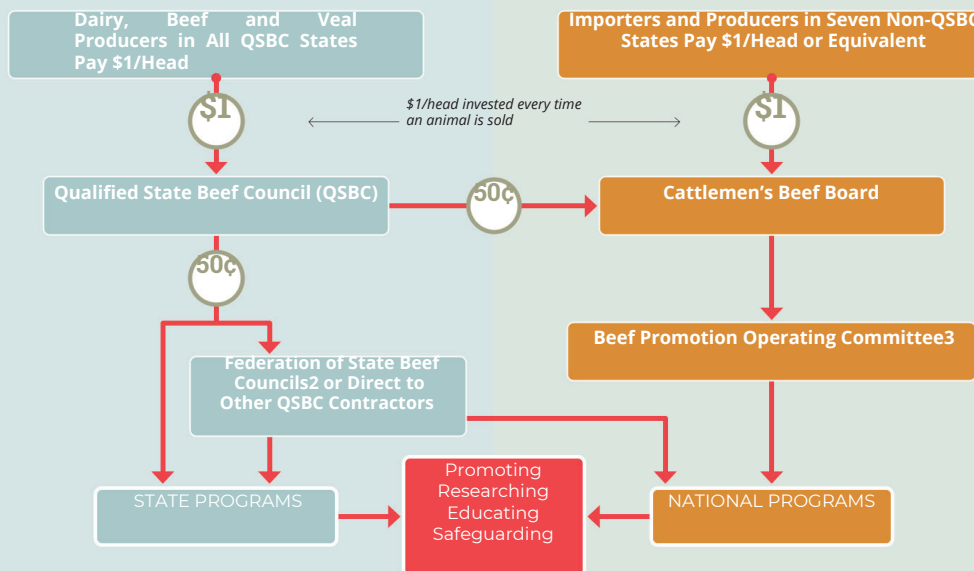 Dairy, Beef and Veal
Producers in All QSBC States
Pay $1/Head
Importers and Producers in Seven Non-QSBC
States Pay $1/Head or Equivalent
$1
$1/head invested every time
an animal is sold
$1
Qualified State Beef Council (QSBC)
50¢
Cattlemen’s Beef Board
50¢
Beef Promotion Operating Committee3
Federation of State Beef
Councils2 or Direct to
Other QSBC Contractors
STATE PROGRAMS
Promoting
Researching
Educating
Safeguarding
NATIONAL PROGRAMS